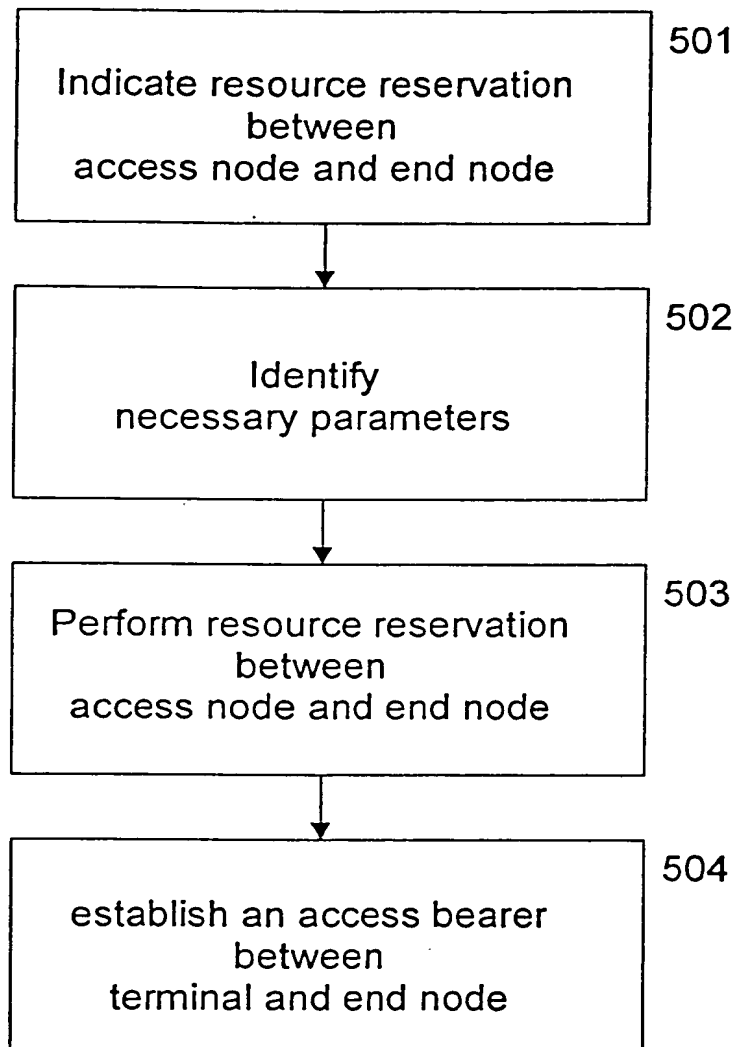 501
Indicate resource reservation
between
access node and end node
502
Identify
necessary parameters
503
Perform resource reservation
between
access node and end node
504
establish an access bearer
between
terminal and end node